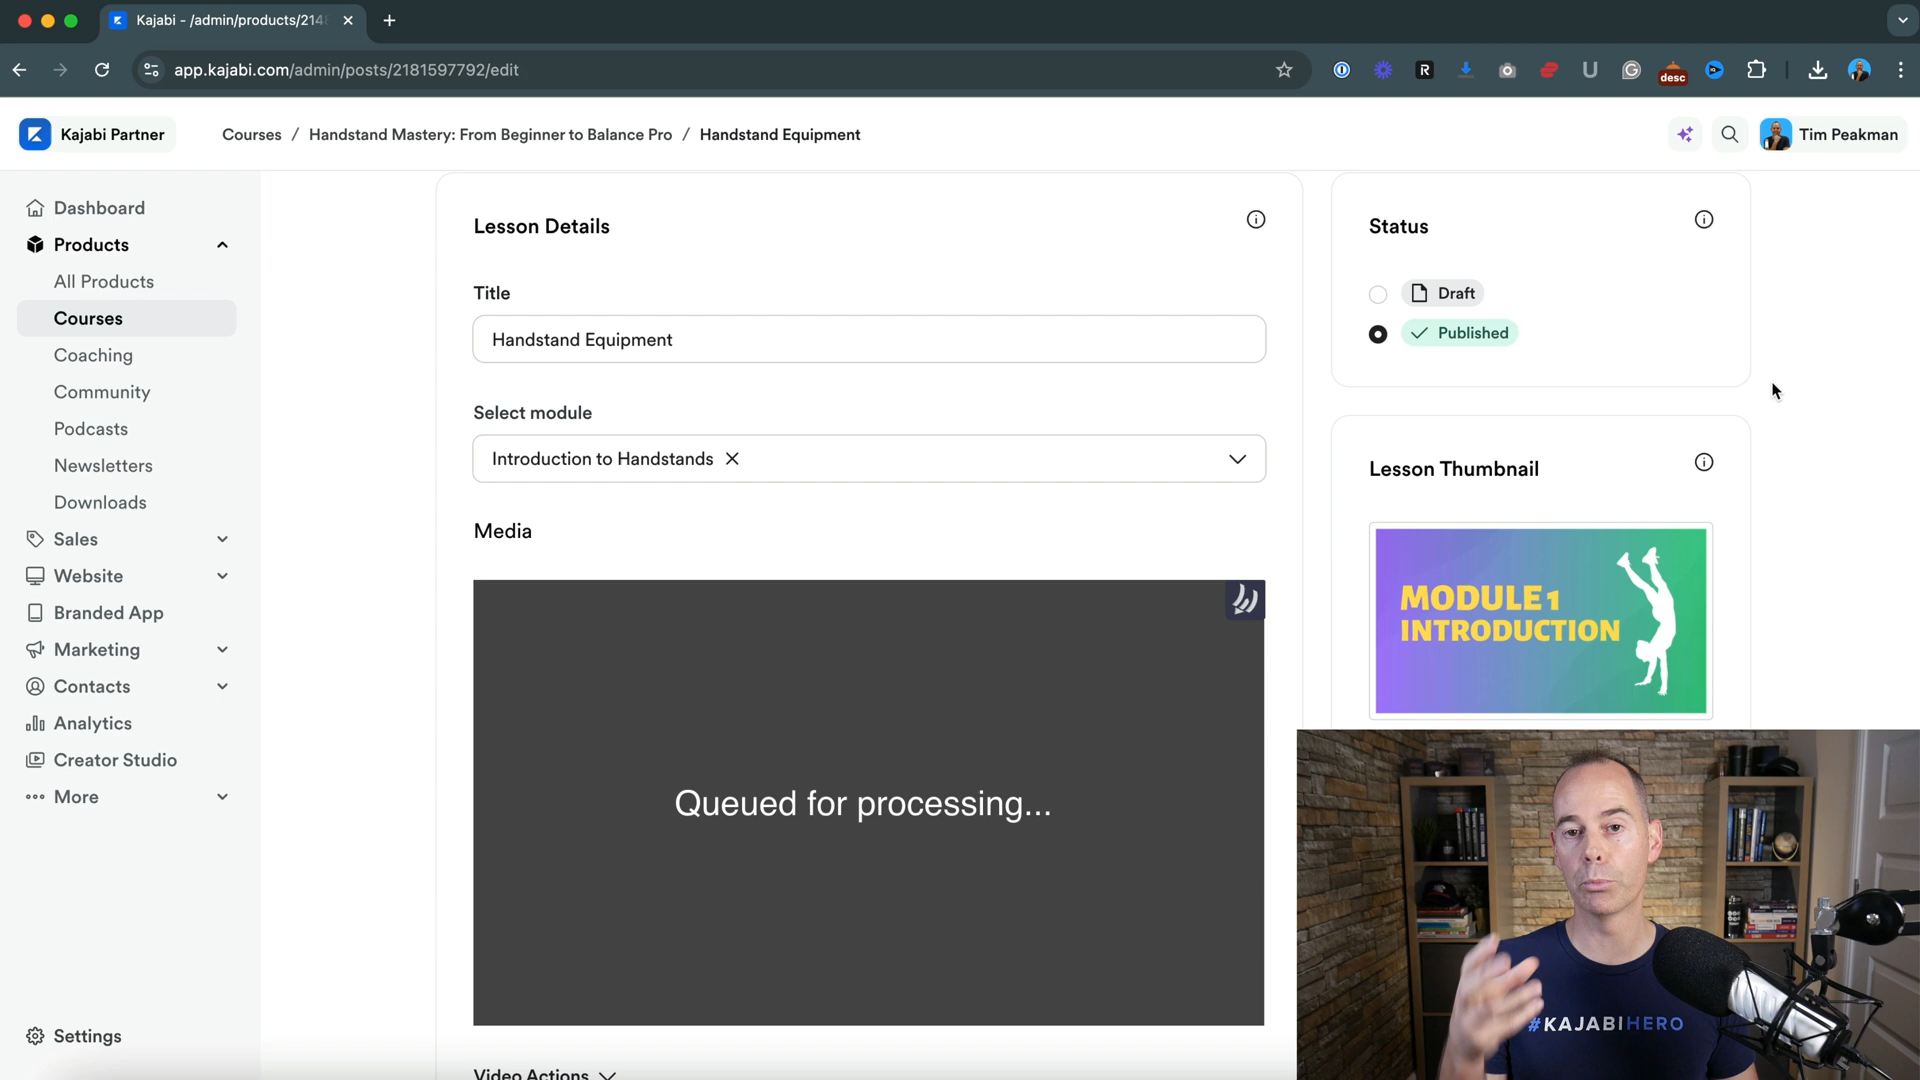 Kajabi - /admin/products/2148
app.kajabi.com/admin/posts/2181597792/edit
desc
Kajabi Partner
Courses / Handstand Mastery: From Beginner to Balance Pro / Handstand Equipment
Tim Peakman
Dashboard
Products
All Products
Courses
Coaching
Community
Podcasts
Newsletters
Downloads
Sales
Website
Branded App
Marketing
Contacts
Analytics
Creator Studio
More
Settings
Lesson Details
Title
Handstand Equipment
Select module
Introduction to Handstands
Media
Queued for processing...
Video Actions
Status
Draft
Published
Lesson Thumbnail
MODULE 1
INTRODUCTION
#KAJABIHERO